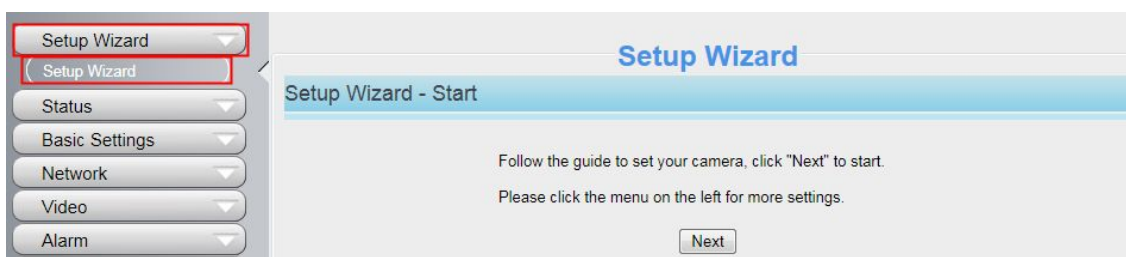 Setup Wizard
Setup Wizard
Status
Basic Settings
Network
Video
Alarm
Setup Wizard
Setup Wizard - Start
Follow the guide to set your camera, click "Next" to start.
Please click the menu on the left for more settings.
Next